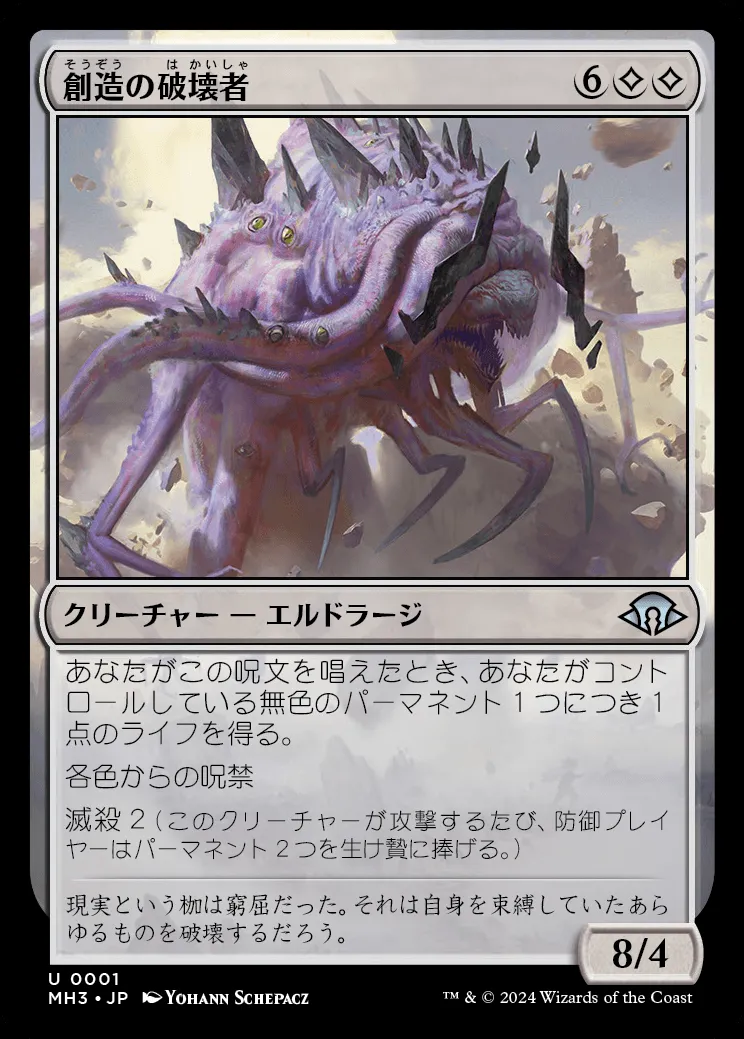 そうぞう は かいしゃ
創造の破壊者 6
クリーチャー — エルドラージ
あなたがこの呪文を唱えたとき、あなたがコント
ロールしている無色のパーマネント１つにつき１
点のライフを得る。
各色からの呪禁
滅殺２（このクリーチャーが攻撃するたび、防御プレイ
ヤーはパーマネント２つを生け贄に捧げる。）
現実という枷は窮屈だった。それは自身を束縛していたあら
ゆるものを破壊するだろう。
8/4
U 0001
MH3 • JP YOHANN SCHEPACZ ™ & © 2024 Wizards of the Coast